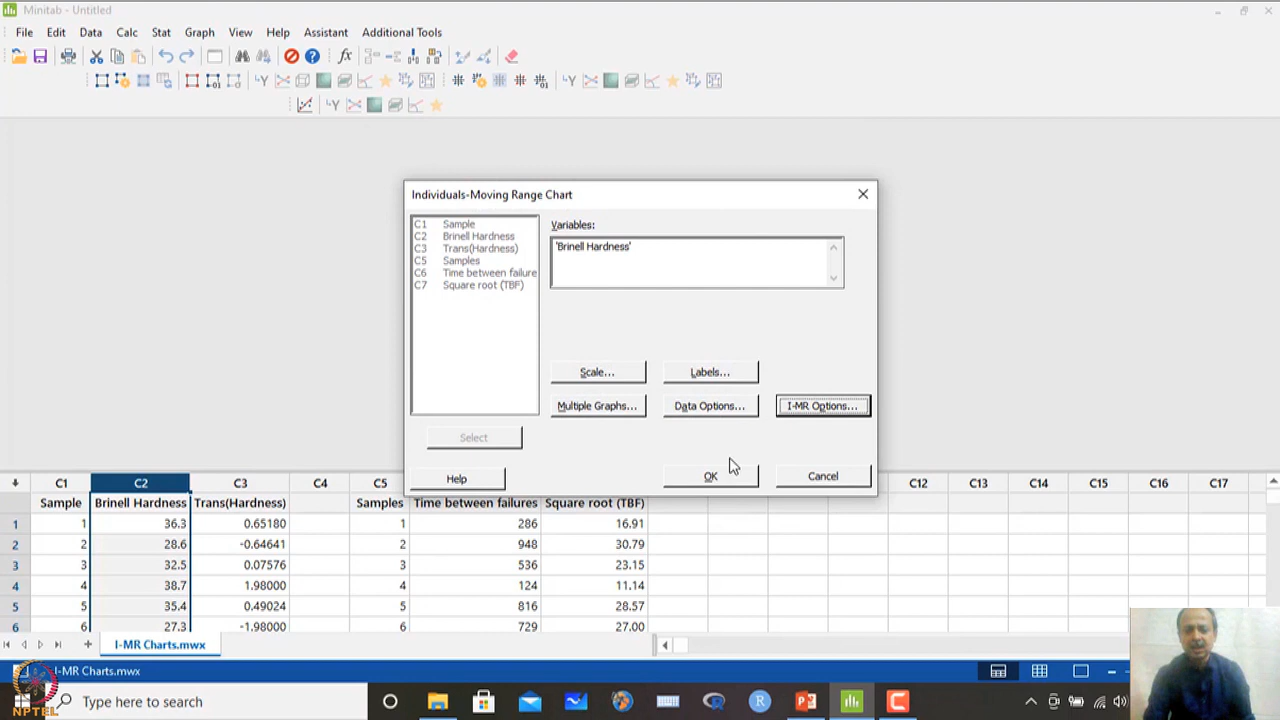 Minitab - Untitled
File Edit Data Calc Stat Graph View Help Assistant Additional Tools
Individuals-Moving Range Chart
C1 Sample
C2 Brinell Hardness
C3 Trans(Hardness)
C5 Samples
C6 Time between failure
C7 Square root (TBF)
Variables:
'Brinell Hardness'
Scale... Labels...
Multiple Graphs... Data Options... I-MR Options...
Select
Help OK Cancel
C1 C2 C3 C4 C5 C6 C7 C12 C13 C14 C15 C16 C17
Sample Brinell Hardness Trans(Hardness) Samples Time between failures Square root (TBF)
1 1 36.3 0.65180 1 286 16.91
2 2 28.6 -0.64641 2 948 30.79
3 3 32.5 0.07576 3 536 23.15
4 4 38.7 1.98000 4 124 11.14
5 5 35.4 0.49024 5 816 28.57
6 6 27.3 -1.98000 6 729 27.00
I-MR Charts.mwx
I-MR Charts.mwx
Type here to search
NPTEL